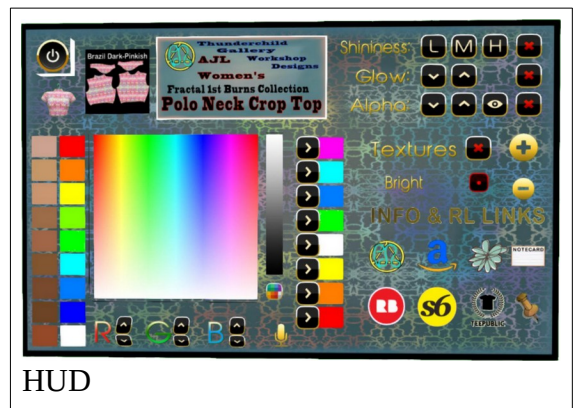 Brazil Dark-Pinkish
Thunderchild
Gallery
AJL Workshop
Designs
Women's
Fractal 1st Burns Collection
Polo Neck Crop Top
Shininess: L M H
Glow:
Alpha:
Textures
Bright
INFO & RL LINKS
a
NOTECARD
RB
s6
TEEPUBLIC
R G B
HUD